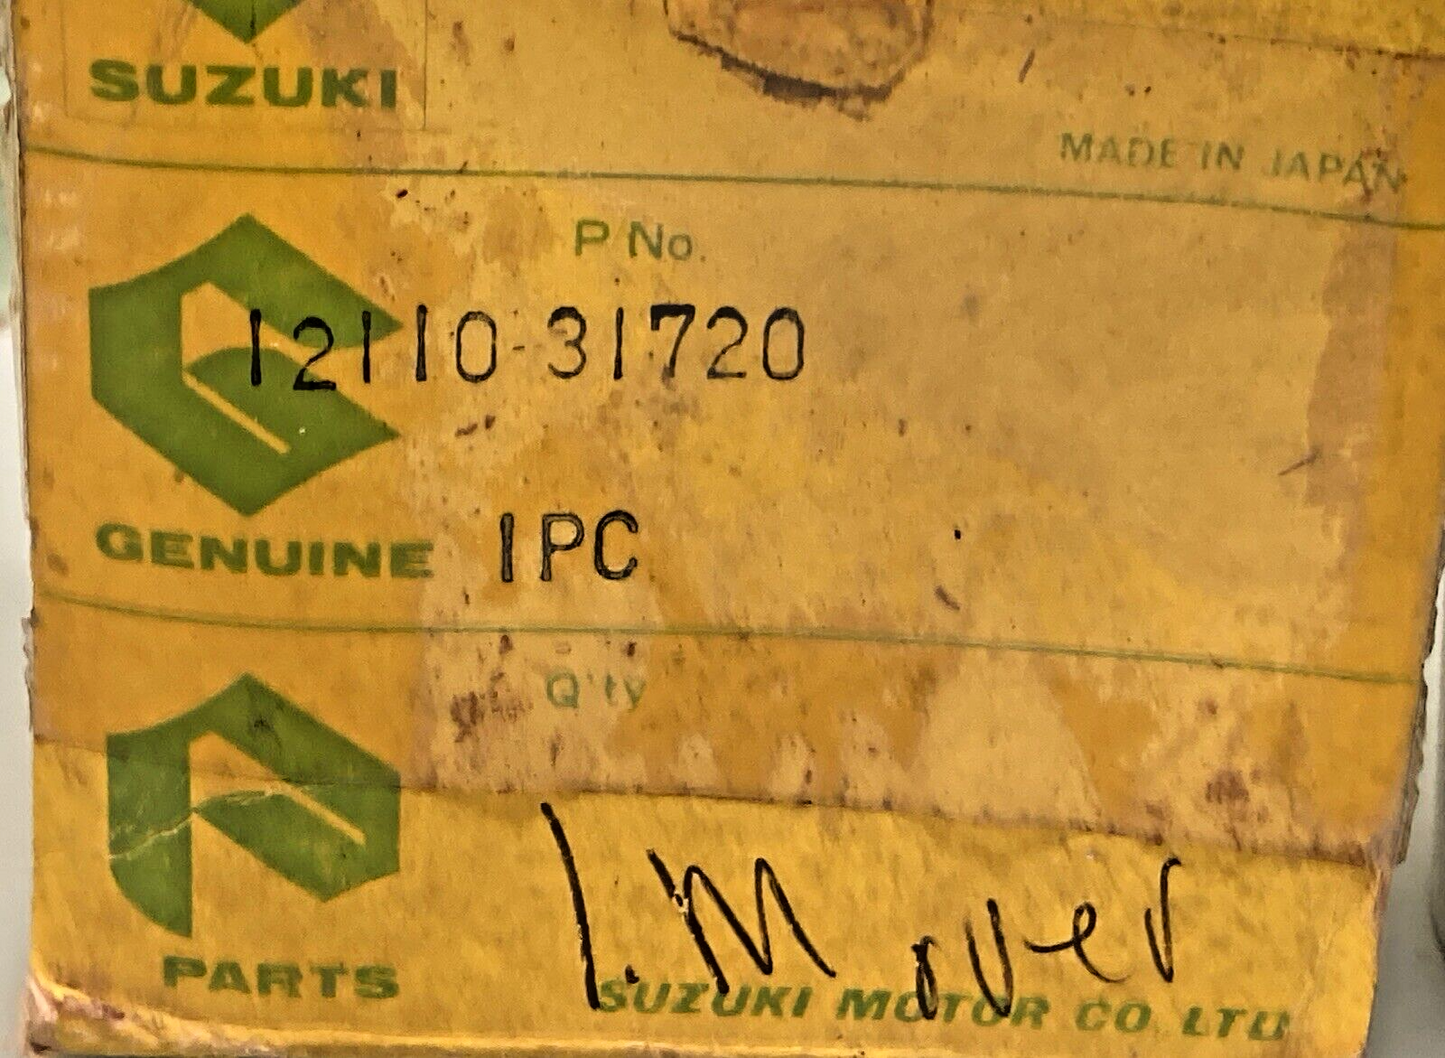 SUZUKI
MADE IN JAPAN
P No.
12110-31720
GENUINE
1PC
Q'ty
1. M over
PARTS
SUZUKI MOTOR CO LTD